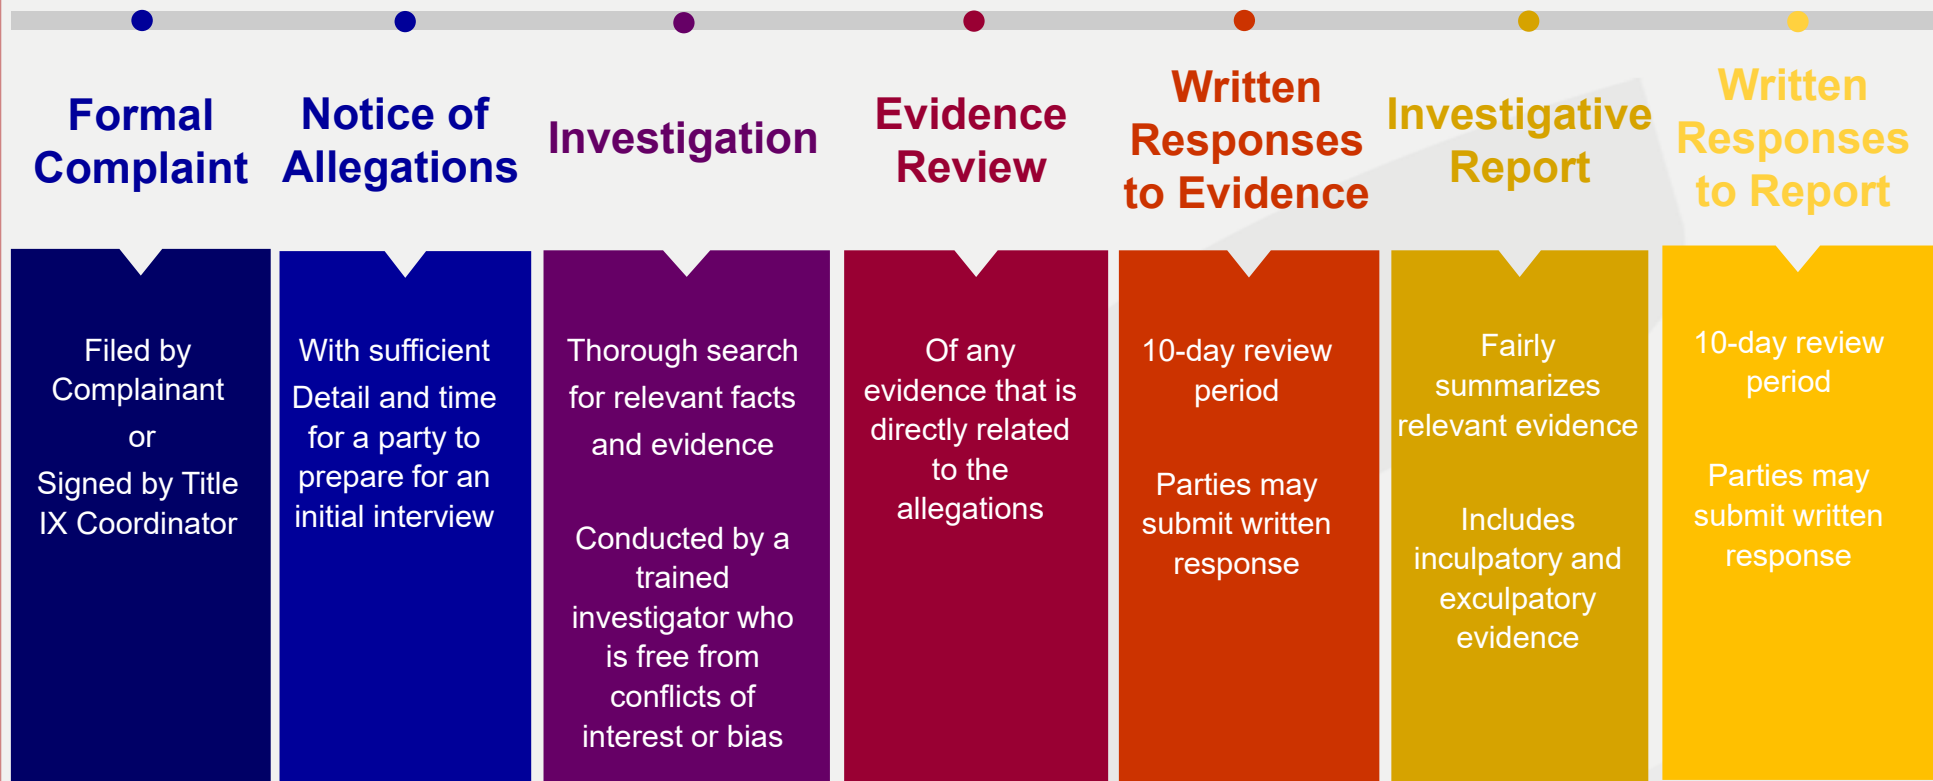 Formal
Complaint
Notice of
Allegations
Investigation
Evidence
Review
Written
Responses
to Evidence
Investigative
Report
Written
Responses
to Report
Filed by
Complainant
or
Signed by Title
IX Coordinator
With sufficient
Detail and time
for a party to
prepare for an
initial interview
Thorough search
for relevant facts
and evidence
Conducted by a
trained
investigator who
is free from
conflicts of
interest or bias
Of any
evidence that is
directly related
to the
allegations
10-day review
period
Parties may
submit written
response
Fairly
summarizes
relevant evidence
Includes
inculpatory and
exculpatory
evidence
10-day review
period
Parties may
submit written
response